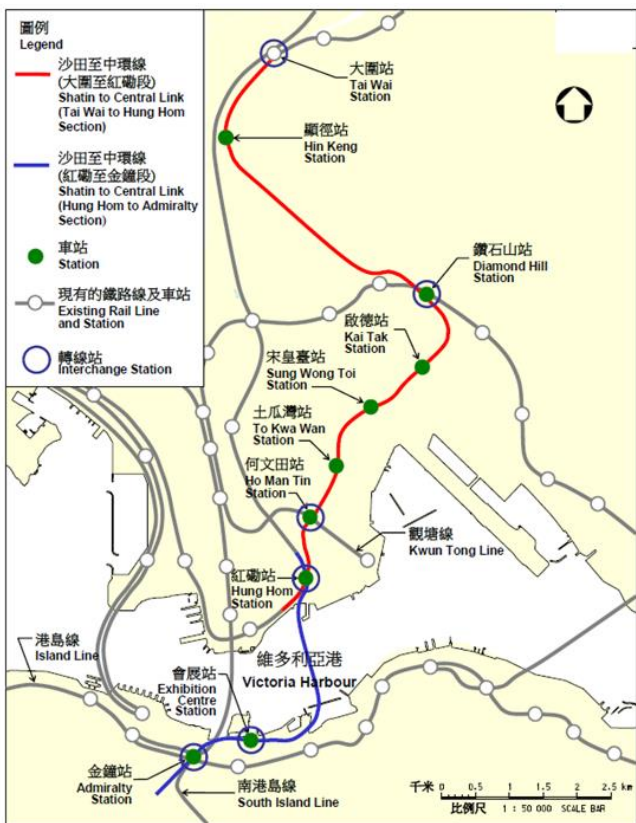 圖例
Legend
沙田至中環線
(大圍至紅磡段)
Shatin to Central Link
(Tai Wai to Hung Hom
Section)
沙田至中環線
(紅磡至金鐘段)
Shatin to Central Link
(Hung Hom to Admiralty
Section)
車站
Station
現有的鐵路線及車站
Existing Rail Line
and Station
轉線站
Interchange Station
大圍站
Tai Wai
Station
顯徑站
Hin Keng
Station
鑽石山站
Diamond Hill
Station
啟德站
Kai Tak
Station
宋皇臺站
Sung Wong Toi
Station
土瓜灣站
To Kwa Wan
Station
何文田站
Ho Man Tin
Station
觀塘線
Kwun Tong Line
紅磡站
Hung Hom
Station
港島線
Island Line
維多利亞港
Victoria Harbour
會展站
Exhibition
Centre
Station
金鐘站
Admiralty
Station
南港島線
South Island Line
千米 0 0.5 1 1.5 2 2.5 km
比例尺 1 : 50 000 SCALE BAR